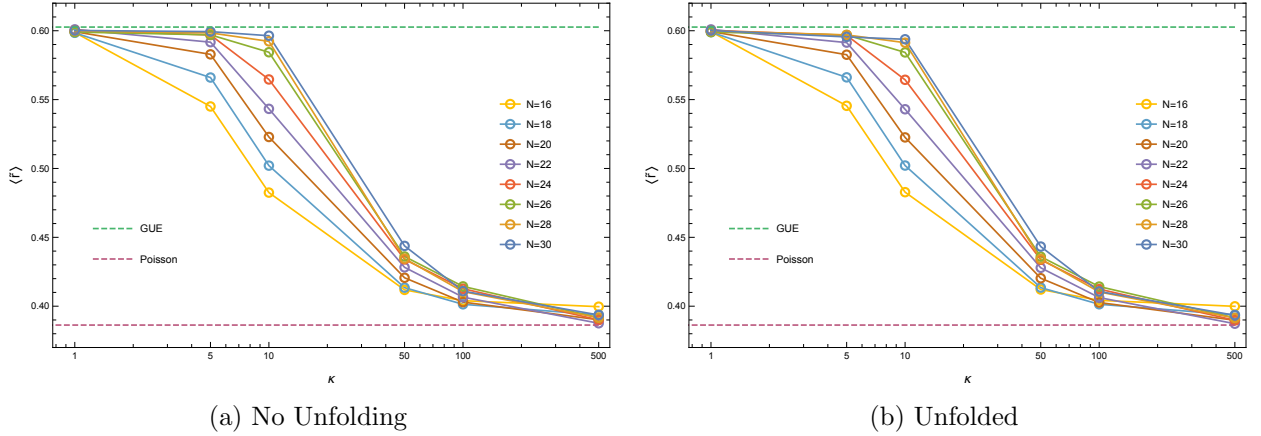 0.60
0.55
0.50
0.45
0.40
⟨r̃⟩
1 5 10 50 100 500
κ
GUE
Poisson
N=16
N=18
N=20
N=22
N=24
N=26
N=28
N=30
(a) No Unfolding
0.60
0.55
0.50
0.45
0.40
⟨r̃⟩
1 5 10 50 100 500
κ
GUE
Poisson
N=16
N=18
N=20
N=22
N=24
N=26
N=28
N=30
(b) Unfolded